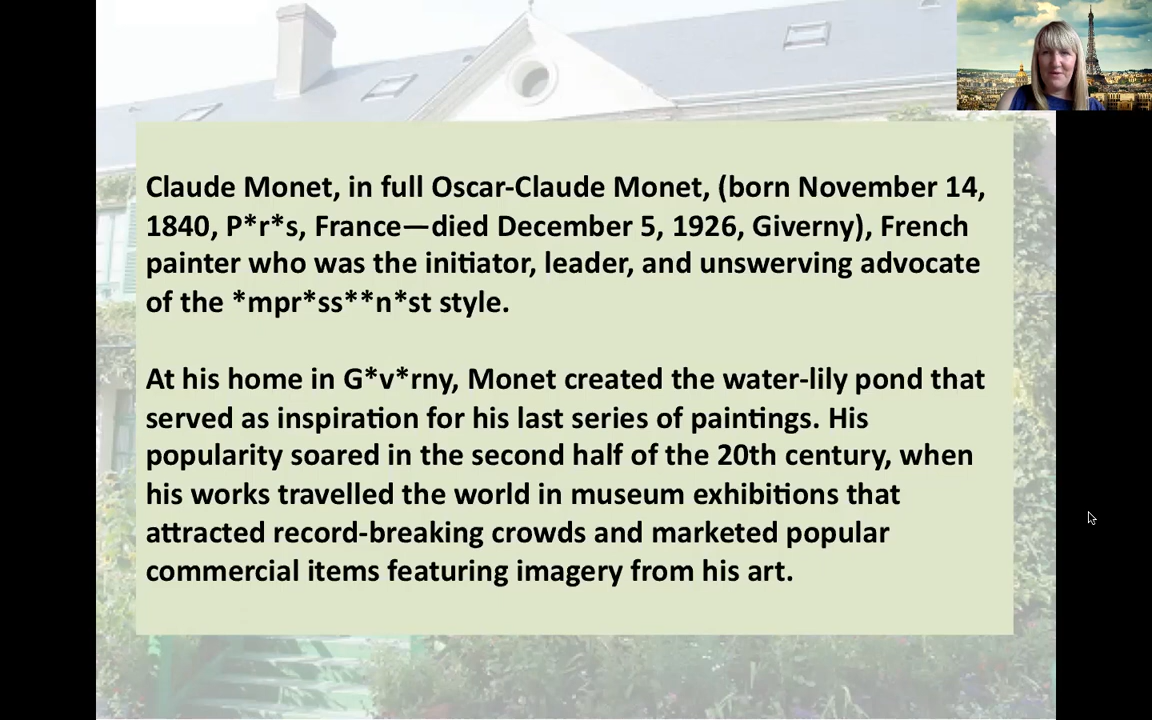 Claude Monet, in full Oscar-Claude Monet, (born November 14,
1840, P*r*s, France—died December 5, 1926, Giverny), French
painter who was the initiator, leader, and unswerving advocate
of the *mpr*ss**n*st style.
At his home in G*v*rny, Monet created the water-lily pond that
served as inspiration for his last series of paintings. His
popularity soared in the second half of the 20th century, when
his works travelled the world in museum exhibitions that
attracted record-breaking crowds and marketed popular
commercial items featuring imagery from his art.